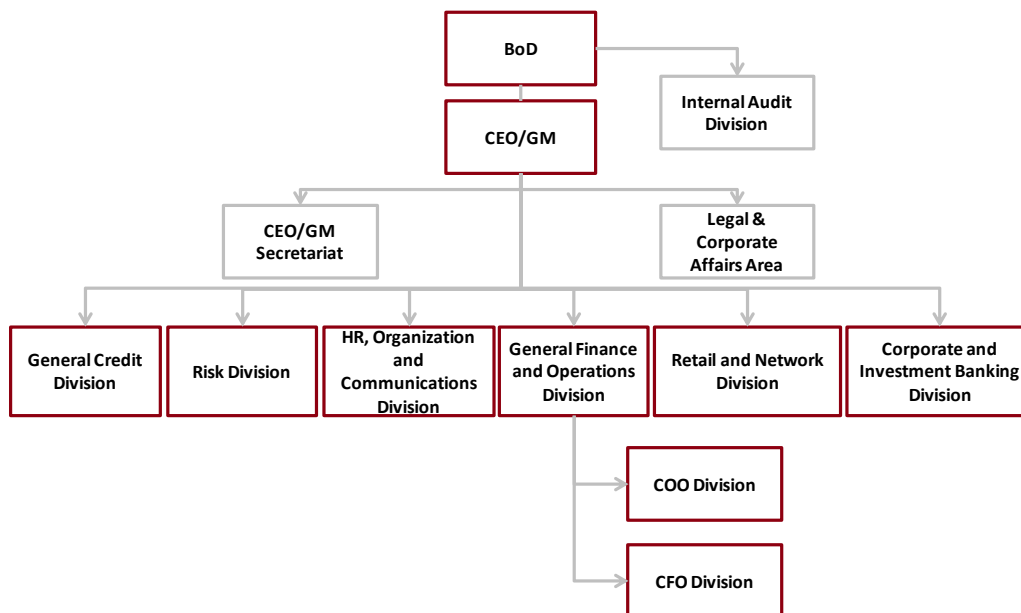 BoD
Internal Audit
Division
CEO/GM
CEO/GM
Secretariat
Legal &
Corporate
Affairs Area
General Credit
Division
Risk Division
HR, Organization
and
Communications
Division
General Finance
and Operations
Division
Retail and Network
Division
Corporate and
Investment Banking
Division
COO Division
CFO Division